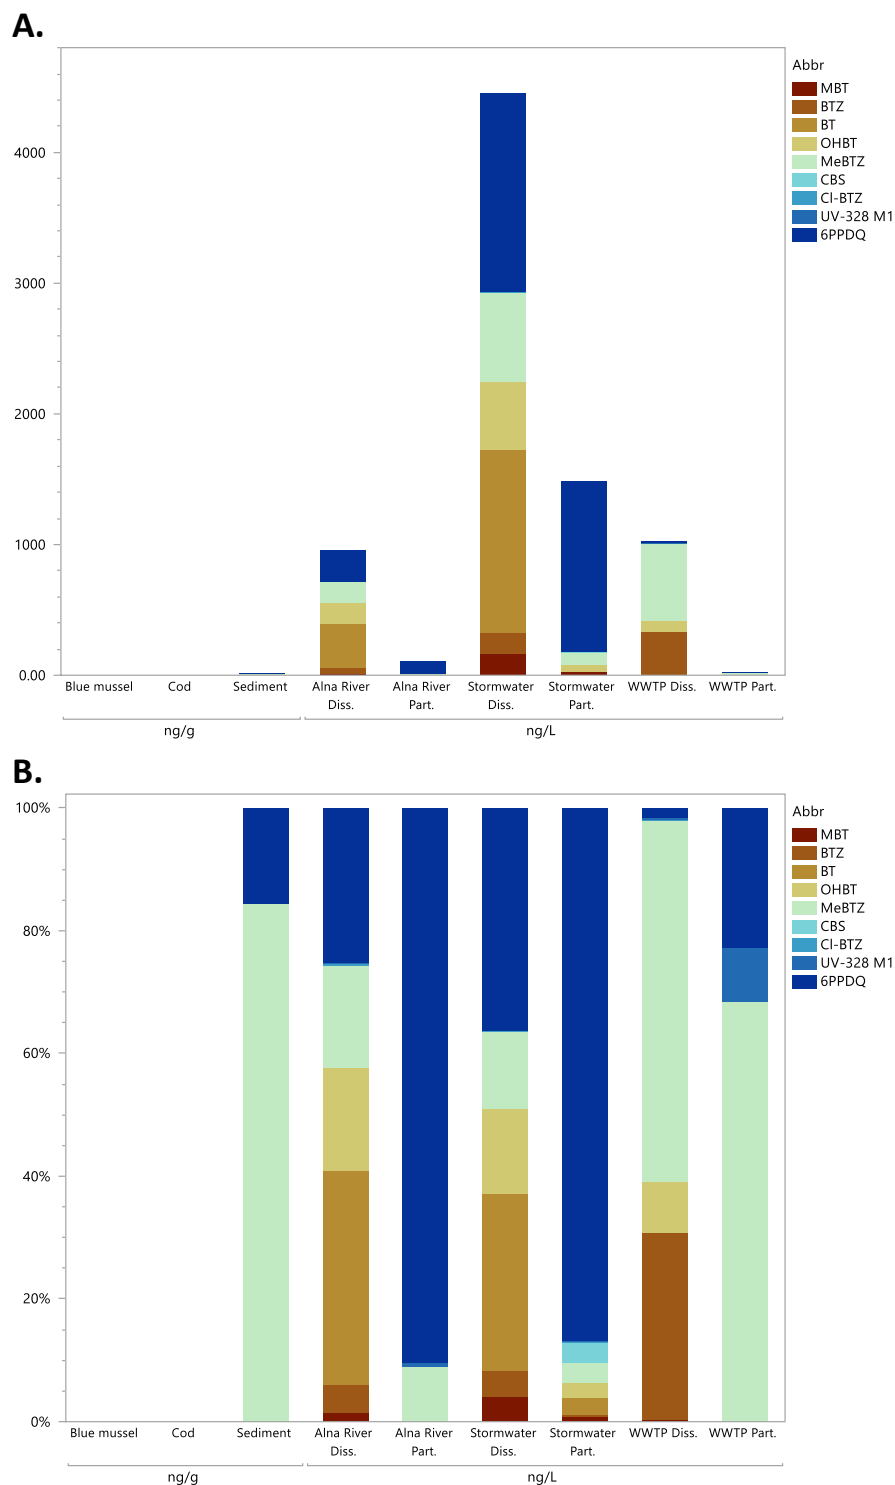 A.
Abbr
MBT
BTZ
BT
OHBT
MeBTZ
CBS
Cl-BTZ
UV-328 M1
6PPDQ
4000
3000
2000
1000
0.00
Blue mussel Cod Sediment Alna River Diss. Alna River Part. Stormwater Diss. Stormwater Part. WWTP Diss. WWTP Part.
ng/g ng/L
B.
Abbr
MBT
BTZ
BT
OHBT
MeBTZ
CBS
Cl-BTZ
UV-328 M1
6PPDQ
100%
80%
60%
40%
20%
0%
Blue mussel Cod Sediment Alna River Diss. Alna River Part. Stormwater Diss. Stormwater Part. WWTP Diss. WWTP Part.
ng/g ng/L